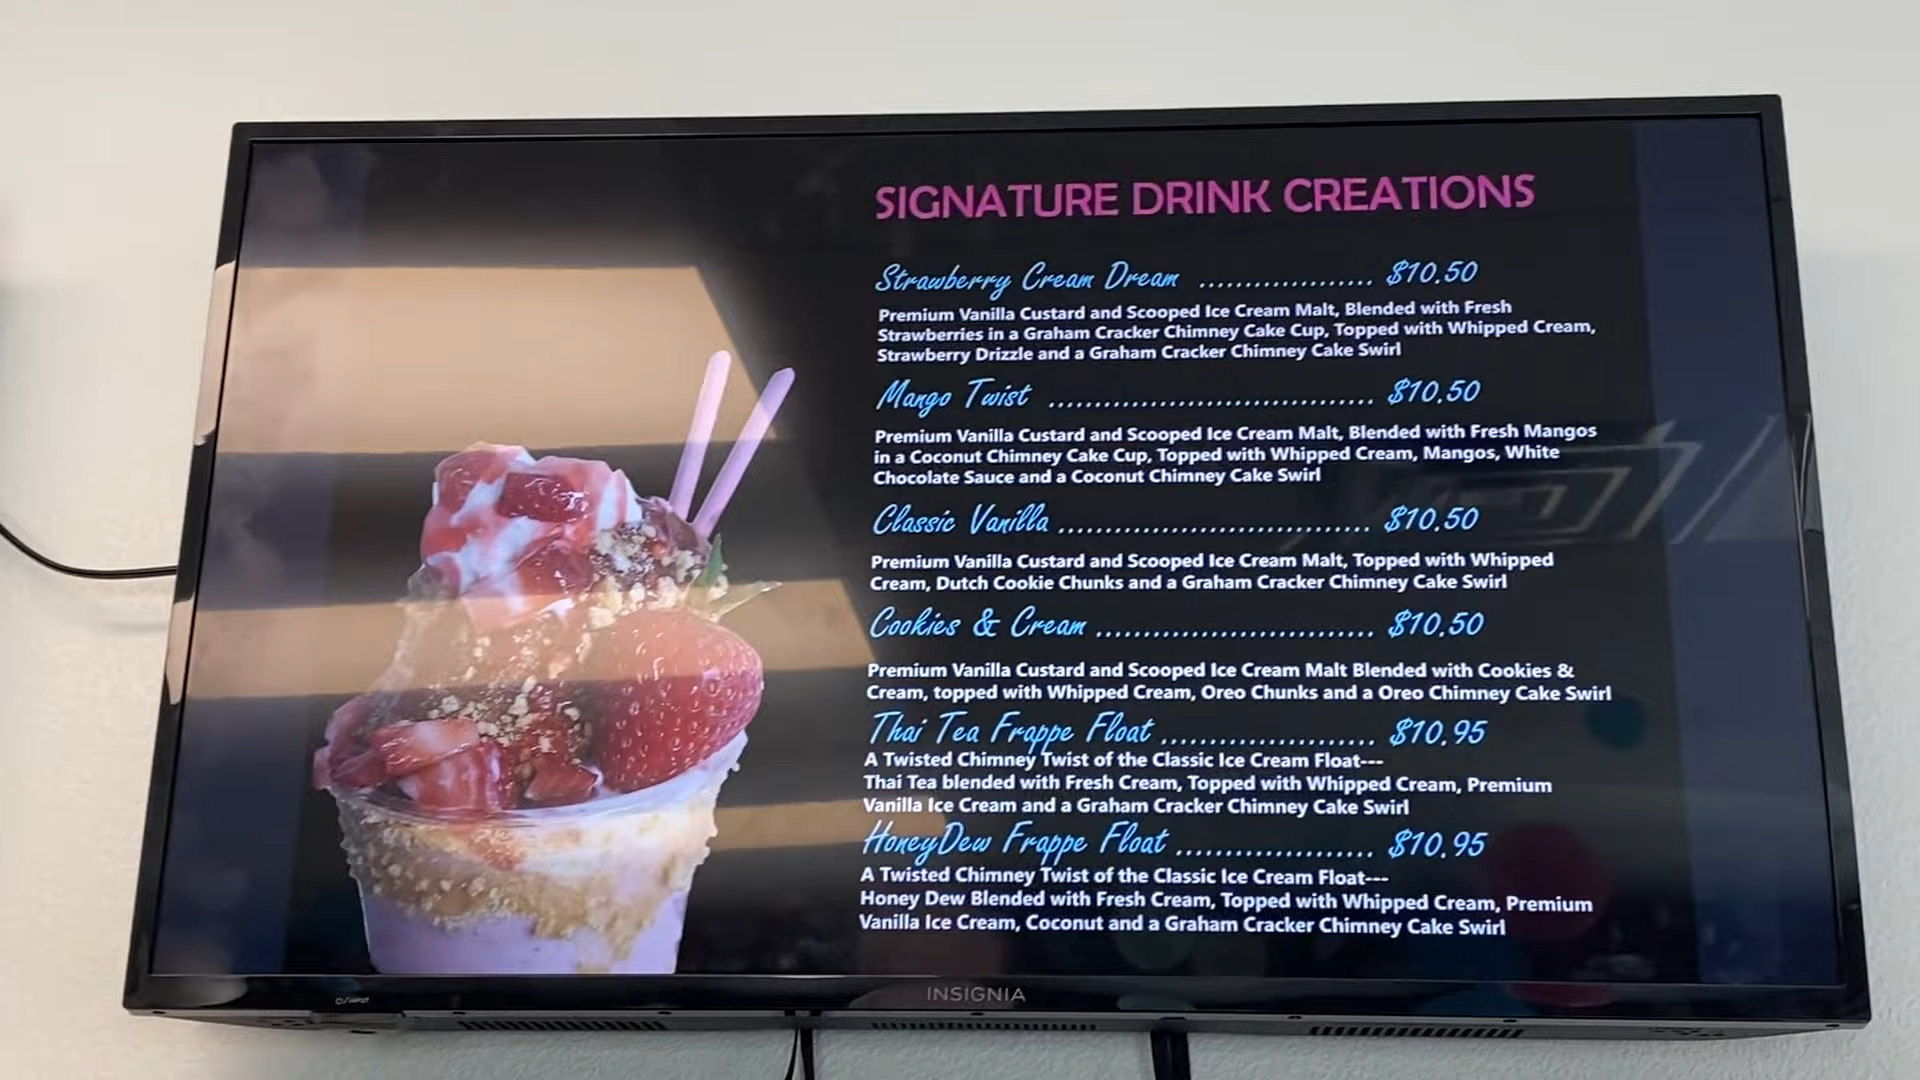 SIGNATURE DRINK CREATIONS
Strawberry Cream Dream ................... $10.50
Premium Vanilla Custard and Scooped Ice Cream Malt, Blended with Fresh
Strawberries in a Graham Cracker Chimney Cake Cup, Topped with Whipped Cream,
Strawberry Drizzle and a Graham Cracker Chimney Cake Swirl
Mango Twist ................................... $10.50
Premium Vanilla Custard and Scooped Ice Cream Malt, Blended with Fresh Mangos
in a Coconut Chimney Cake Cup, Topped with Whipped Cream, Mangos, White
Chocolate Sauce and a Coconut Chimney Cake Swirl
Classic Vanilla .................................. $10.50
Premium Vanilla Custard and Scooped Ice Cream Malt, Topped with Whipped
Cream, Dutch Cookie Chunks and a Graham Cracker Chimney Cake Swirl
Cookies & Cream .............................. $10.50
Premium Vanilla Custard and Scooped Ice Cream Malt Blended with Cookies &
Cream, topped with Whipped Cream, Oreo Chunks and a Oreo Chimney Cake Swirl
Thai Tea Frappe Float ....................... $10.95
A Twisted Chimney Twist of the Classic Ice Cream Float---
Thai Tea blended with Fresh Cream, Topped with Whipped Cream, Premium
Vanilla Ice Cream and a Graham Cracker Chimney Cake Swirl
HoneyDew Frappe Float ..................... $10.95
A Twisted Chimney Twist of the Classic Ice Cream Float---
Honey Dew Blended with Fresh Cream, Topped with Whipped Cream, Premium
Vanilla Ice Cream, Coconut and a Graham Cracker Chimney Cake Swirl
INSIGNIA